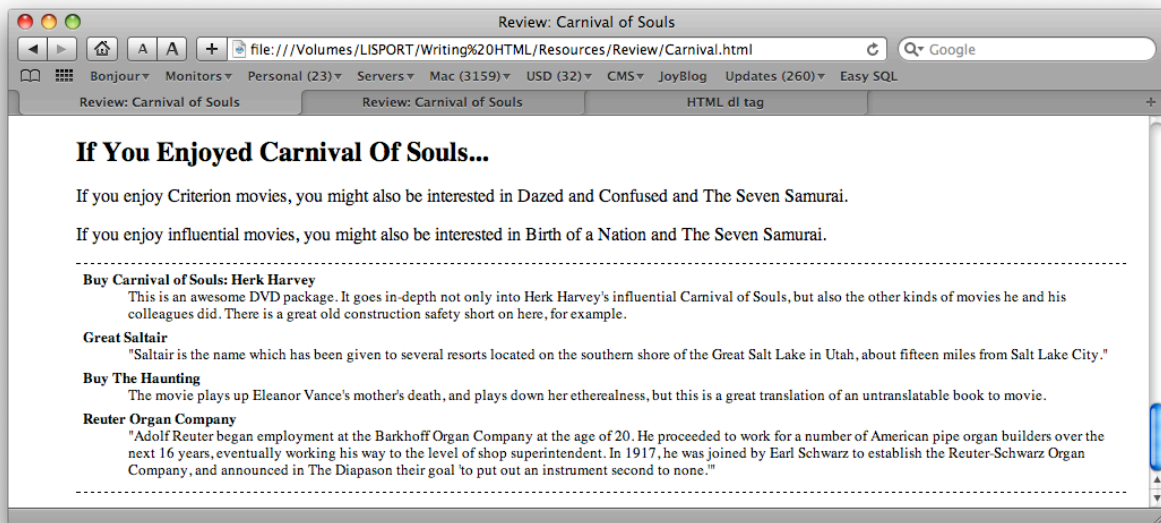 Review: Carnival of Souls
A A + file:///Volumes/LISPORT/Writing%20HTML/Resources/Review/Carnival.html Google
Bonjour Monitors Personal (23) Servers Mac (3159) USD (32) CMS JoyBlog Updates (260) Easy SQL
Review: Carnival of Souls Review: Carnival of Souls HTML dl tag +
If You Enjoyed Carnival Of Souls...
If you enjoy Criterion movies, you might also be interested in Dazed and Confused and The Seven Samurai.
If you enjoy influential movies, you might also be interested in Birth of a Nation and The Seven Samurai.
Buy Carnival of Souls: Herk Harvey
This is an awesome DVD package. It goes in-depth not only into Herk Harvey's influential Carnival of Souls, but also the other kinds of movies he and his
colleagues did. There is a great old construction safety short on here, for example.
Great Saltair
"Saltair is the name which has been given to several resorts located on the southern shore of the Great Salt Lake in Utah, about fifteen miles from Salt Lake City."
Buy The Haunting
The movie plays up Eleanor Vance's mother's death, and plays down her etherealness, but this is a great translation of an untranslatable book to movie.
Reuter Organ Company
"Adolf Reuter began employment at the Barkhoff Organ Company at the age of 20. He proceeded to work for a number of American pipe organ builders over the
next 16 years, eventually working his way to the level of shop superintendent. In 1917, he was joined by Earl Schwarz to establish the Reuter-Schwarz Organ
Company, and announced in The Diapason their goal 'to put out an instrument second to none.'"